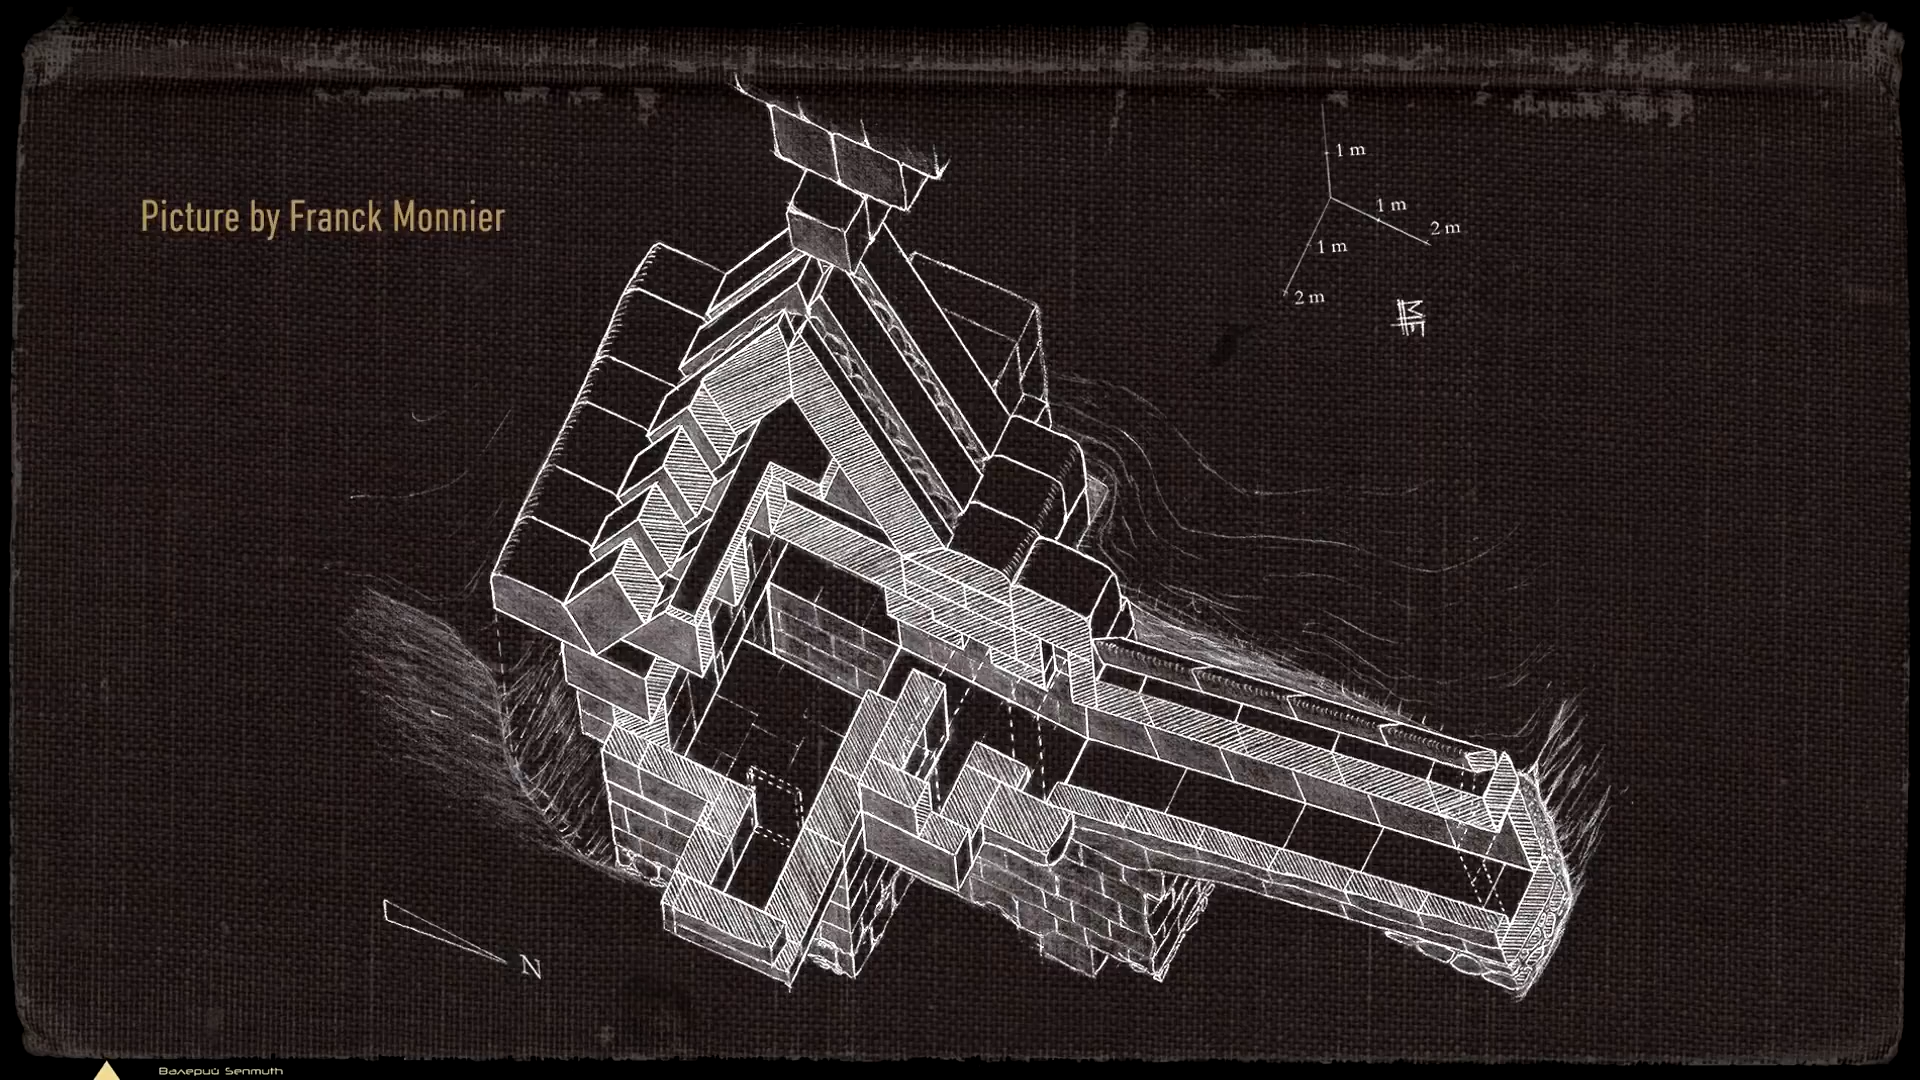 Picture by Franck Monnier
1 m
1 m
2 m
1 m
2 m
N
Валерий Senmuth